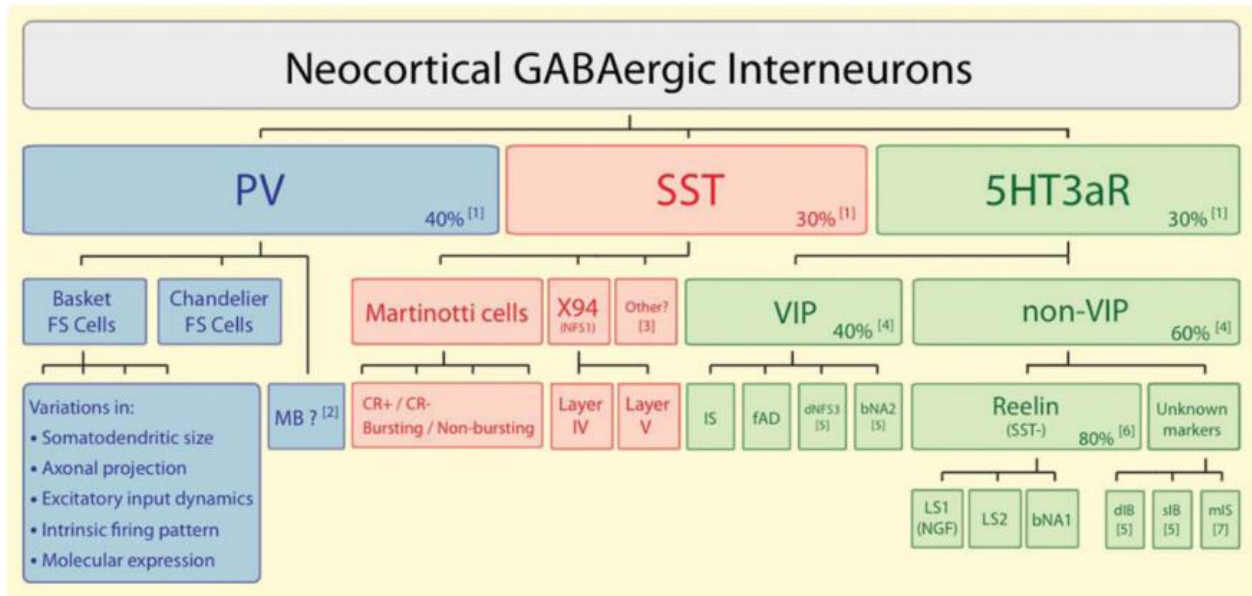 Neocortical GABAergic Interneurons
PV
40% [1]
SST
30% [1]
5HT3aR
30% [1]
Basket
FS Cells
Chandelier
FS Cells
Martinotti cells
X94
(NFS1)
Other?
[3]
VIP
40% [4]
non-VIP
60% [4]
Variations in:
• Somatodendritic size
• Axonal projection
• Excitatory input dynamics
• Intrinsic firing pattern
• Molecular expression
MB ? [2]
CR+ / CR-
Bursting / Non-bursting
Layer
IV
Layer
V
IS
fAD
dNFS3
[5]
bNA2
[5]
Reelin
(SST-)
80% [6]
Unknown
markers
LS1
(NGF)
LS2
bNA1
dIB
[5]
sIB
[5]
mIS
[7]